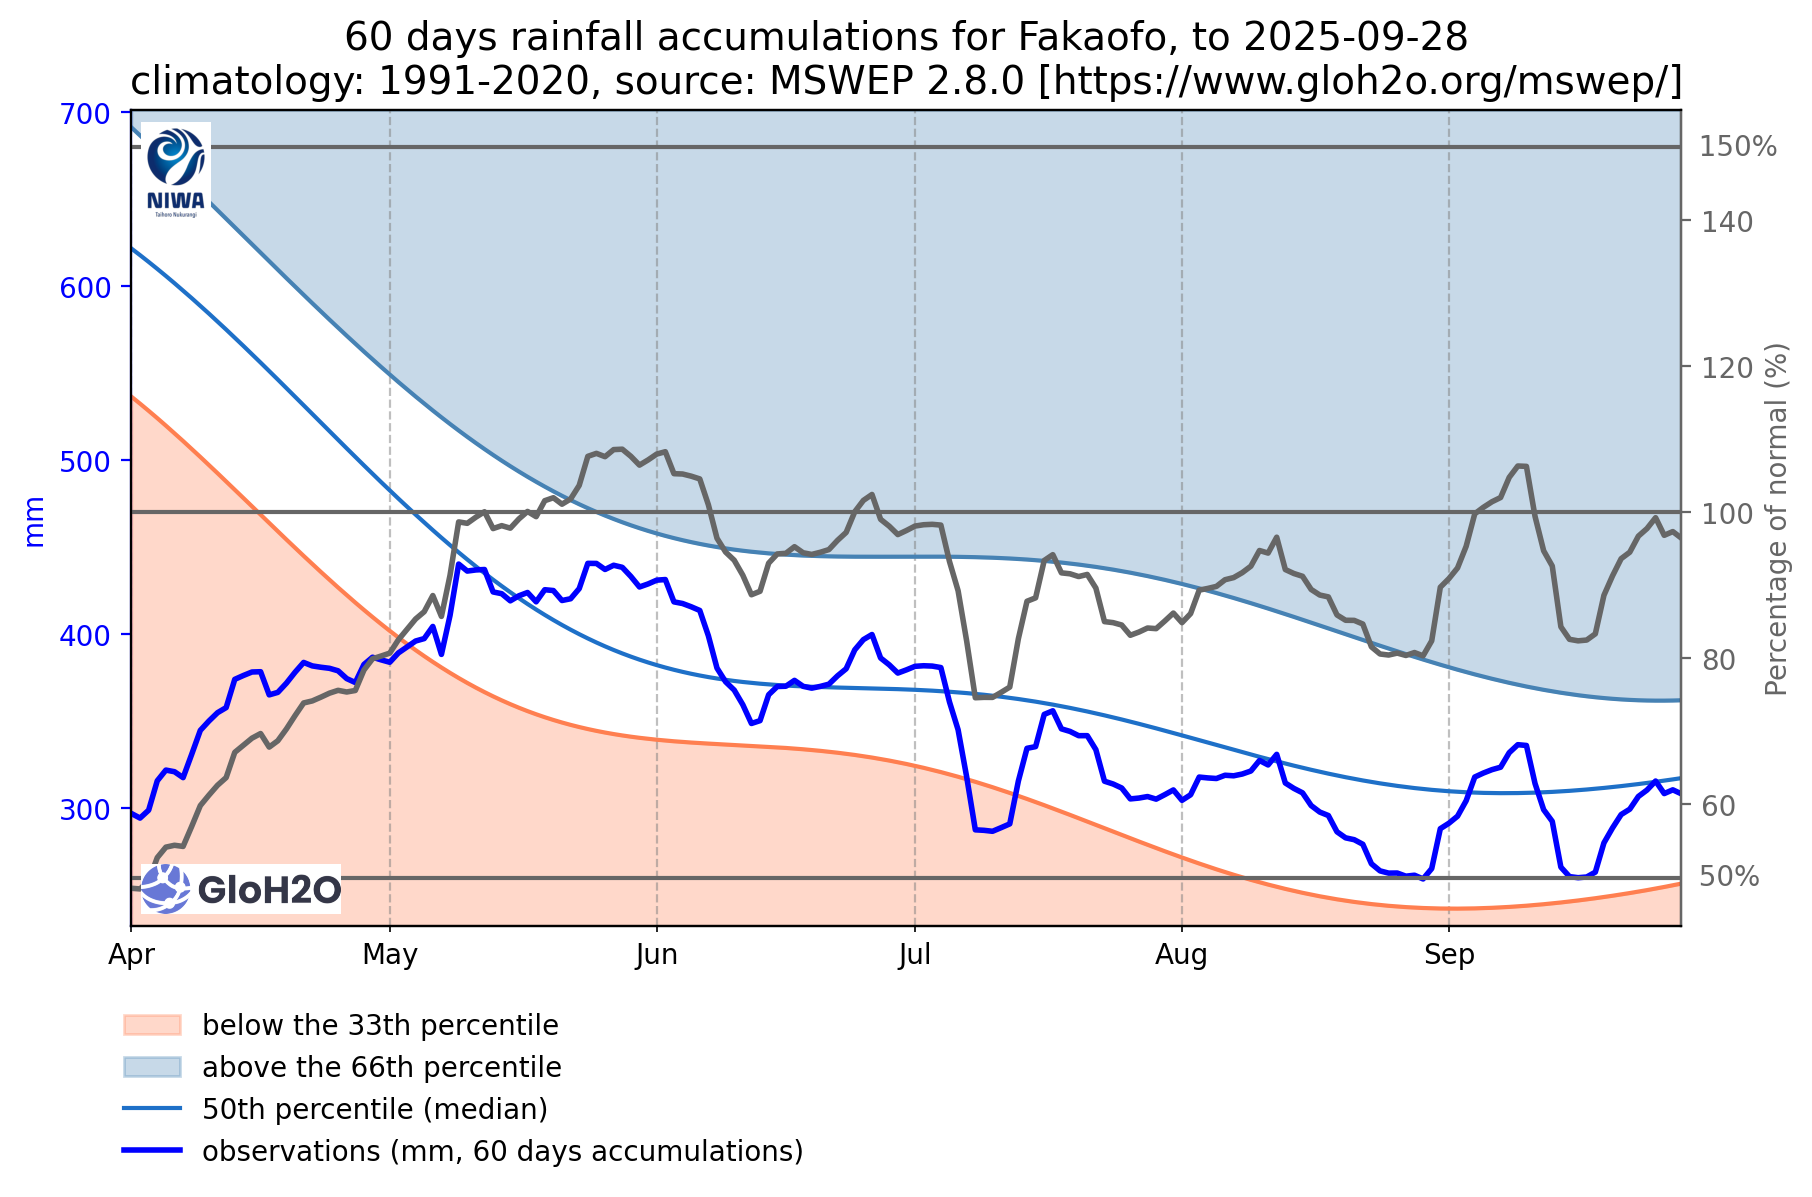 60 days rainfall accumulations for Fakaofo, to 2025-09-28
climatology: 1991-2020, source: MSWEP 2.8.0 [https://www.gloh2o.org/mswep/]
700
600
500
400
300
mm
NIWA
Taihoro Nukurangi
GloH2O
150%
140
120
100
80
60
50%
Percentage of normal (%)
Apr
May
Jun
Jul
Aug
Sep
below the 33th percentile
above the 66th percentile
50th percentile (median)
observations (mm, 60 days accumulations)